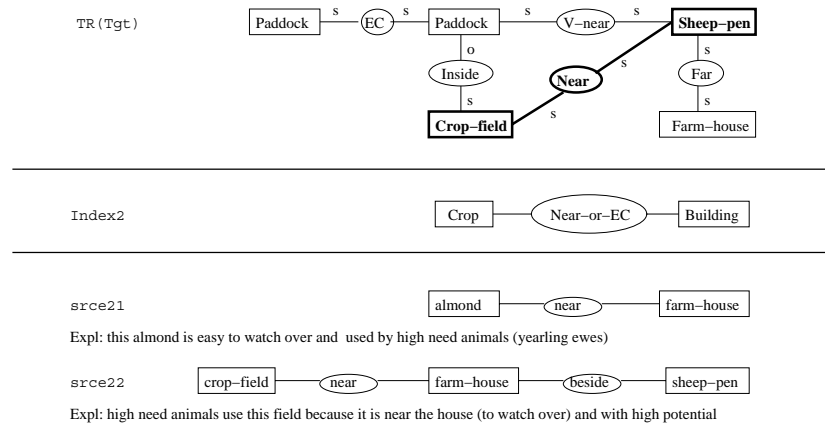 TR(Tgt) Paddock s EC s Paddock s V-near s Sheep-pen
o s s
Inside Near Far
s s s
Crop-field Farm-house
Index2 Crop Near-or-EC Building
srce21 almond near farm-house
Expl: this almond is easy to watch over and used by high need animals (yearling ewes)
srce22 crop-field near farm-house beside sheep-pen
Expl: high need animals use this field because it is near the house (to watch over) and with high potential